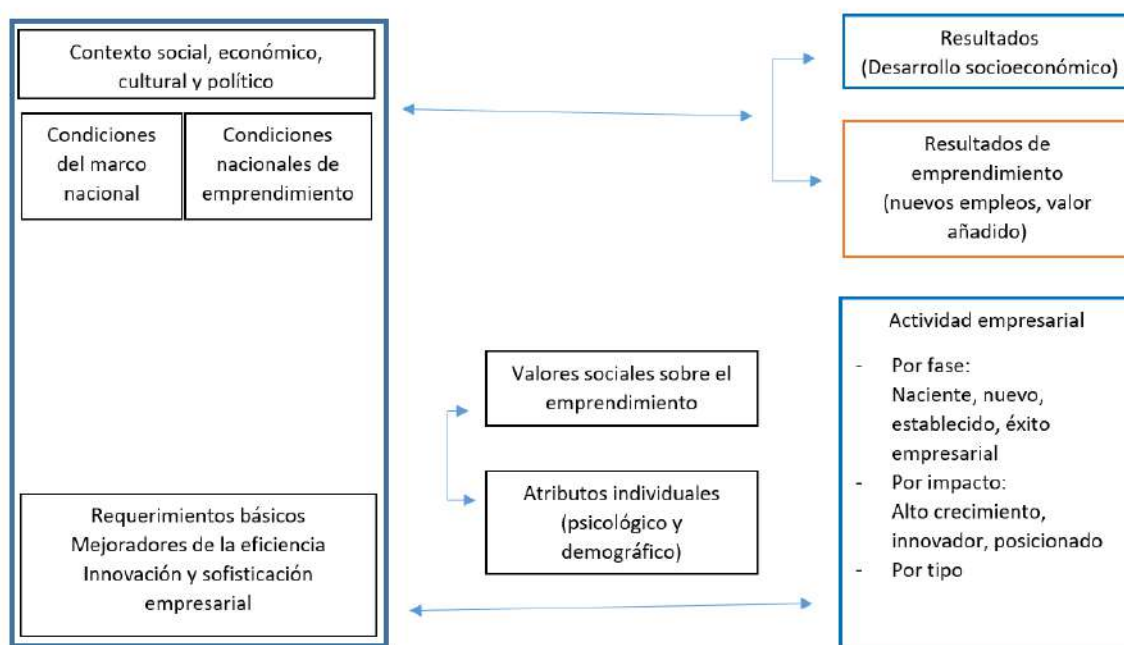 Contexto social, económico,
cultural y político
Condiciones
del marco
nacional
Condiciones
nacionales de
emprendimiento
Requerimientos básicos
Mejoradores de la eficiencia
Innovación y sofisticación
empresarial
Valores sociales sobre el
emprendimiento
Atributos individuales
(psicológico y
demográfico)
Resultados
(Desarrollo socioeconómico)
Resultados de
emprendimiento
(nuevos empleos, valor
añadido)
Actividad empresarial
- Por fase:
Naciente, nuevo,
establecido, éxito
empresarial
- Por impacto:
Alto crecimiento,
innovador, posicionado
- Por tipo